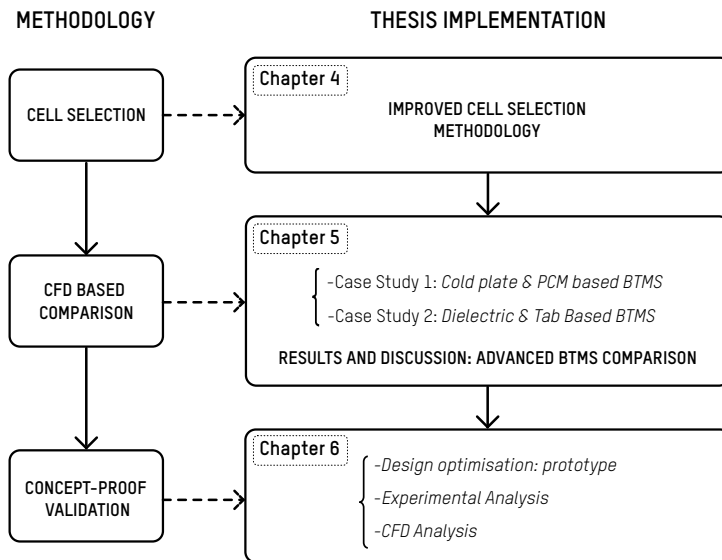 METHODOLOGY
THESIS IMPLEMENTATION
CELL SELECTION
Chapter 4
IMPROVED CELL SELECTION
METHODOLOGY
CFD BASED
COMPARISON
Chapter 5
-Case Study 1: Cold plate & PCM based BTMS
-Case Study 2: Dielectric & Tab Based BTMS
RESULTS AND DISCUSSION: ADVANCED BTMS COMPARISON
CONCEPT-PROOF
VALIDATION
Chapter 6
-Design optimisation: prototype
-Experimental Analysis
-CFD Analysis